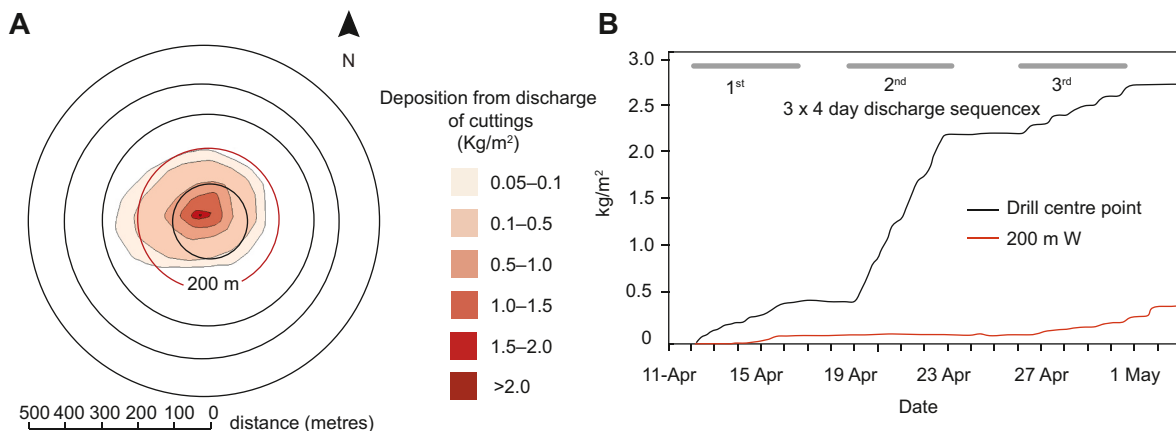 A
N
200 m
500 400 300 200 100 0 distance (metres)
Deposition from discharge
of cuttings
(Kg/m²)
0.05–0.1
0.1–0.5
0.5–1.0
1.0–1.5
1.5–2.0
>2.0
B
3.0
2.5
2.0
1.5
1.0
0.5
0
kg/m²
1st 2nd 3rd
3 x 4 day discharge sequencex
Drill centre point
200 m W
11-Apr 15 Apr 19 Apr 23 Apr 27 Apr 1 May
Date